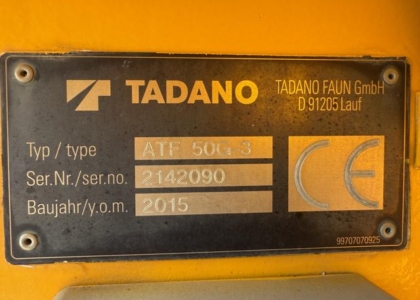 TADANO
TADANO FAUN GmbH
D 91205 Lauf
Typ / type ATF 50G 3
Ser.Nr./ser.no. 2142090
Baujahr/y.o.m. 2015
CE
99707070925